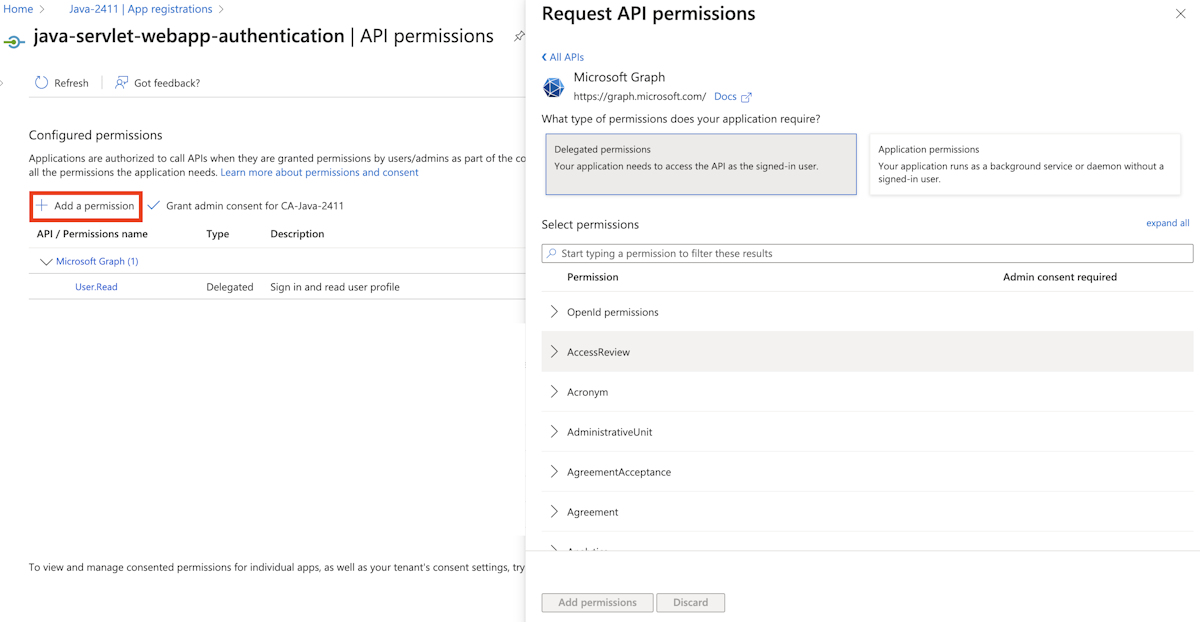 Home > Java-2411 | App registrations >
java-servlet-webapp-authentication | API permissions
Refresh | Got feedback?
Configured permissions
Applications are authorized to call APIs when they are granted permissions by users/admins as part of the co
all the permissions the application needs. Learn more about permissions and consent
Add a permission Grant admin consent for CA-Java-2411
API / Permissions name Type Description
Microsoft Graph (1)
User.Read Delegated Sign in and read user profile
To view and manage consented permissions for individual apps, as well as your tenant's consent settings, try
Request API permissions
All APIs
Microsoft Graph
https://graph.microsoft.com/ Docs
What type of permissions does your application require?
Delegated permissions
Your application needs to access the API as the signed-in user.
Application permissions
Your application runs as a background service or daemon without a
signed-in user.
Select permissions expand all
Start typing a permission to filter these results
Permission Admin consent required
OpenId permissions
AccessReview
Acronym
AdministrativeUnit
AgreementAcceptance
Agreement
Add permissions Discard